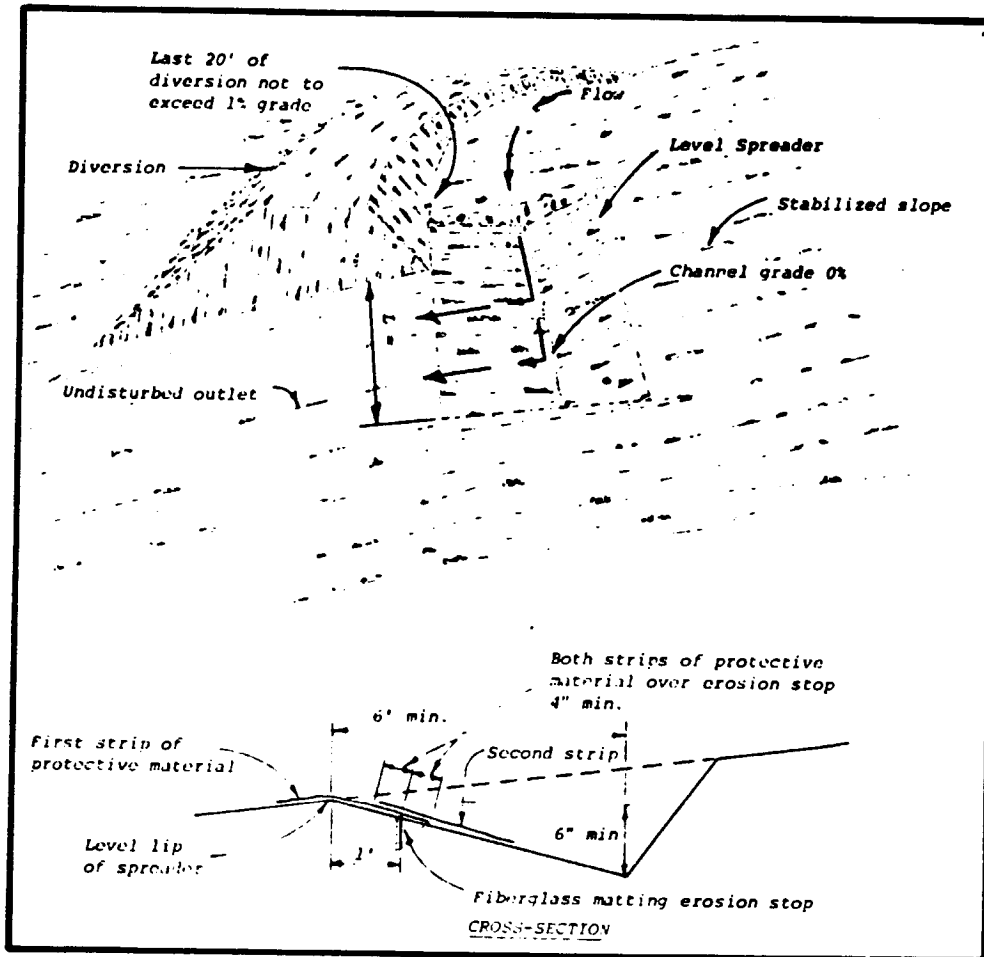 Last 20' of
diversion not to
exceed 1% grade
Flow
Diversion
Level Spreader
Stabilized slope
Channel grade 0%
Undisturbed outlet
Both strips of protective
material over erosion stop
4" min.
6' min.
First strip of
protective material
Second strip
6" min
Level lip
of spreader
1'
Fiberglass matting erosion stop
CROSS-SECTION